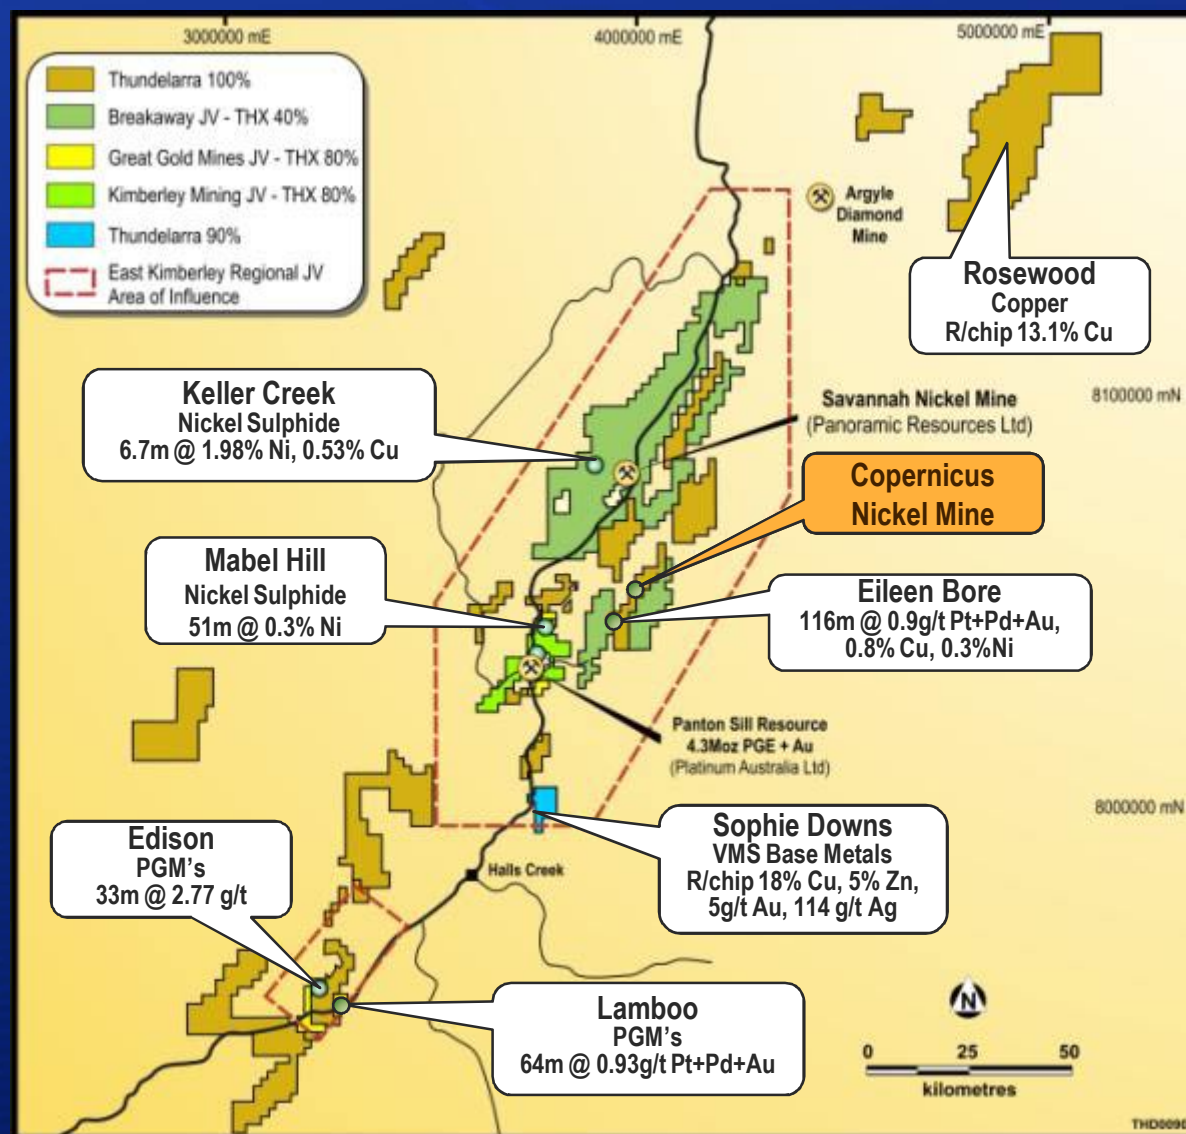 3000000 mE
4000000 mE
5000000 mE
Thundelarra 100%
Breakaway JV - THX 40%
Great Gold Mines JV - THX 80%
Kimberley Mining JV - THX 80%
Thundelarra 90%
East Kimberley Regional JV
Area of Influence
Argyle
Diamond
Mine
Rosewood
Copper
R/chip 13.1% Cu
Keller Creek
Nickel Sulphide
6.7m @ 1.98% Ni, 0.53% Cu
Savannah Nickel Mine
(Panoramic Resources Ltd)
8100000 mN
Copernicus
Nickel Mine
Mabel Hill
Nickel Sulphide
51m @ 0.3% Ni
Eileen Bore
116m @ 0.9g/t Pt+Pd+Au,
0.8% Cu, 0.3%Ni
Panton Sill Resource
4.3Moz PGE + Au
(Platinum Australia Ltd)
8000000 mN
Edison
PGM's
33m @ 2.77 g/t
Halls Creek
Sophie Downs
VMS Base Metals
R/chip 18% Cu, 5% Zn,
5g/t Au, 114 g/t Ag
Lamboo
PGM's
64m @ 0.93g/t Pt+Pd+Au
N
0 25 50
kilometres